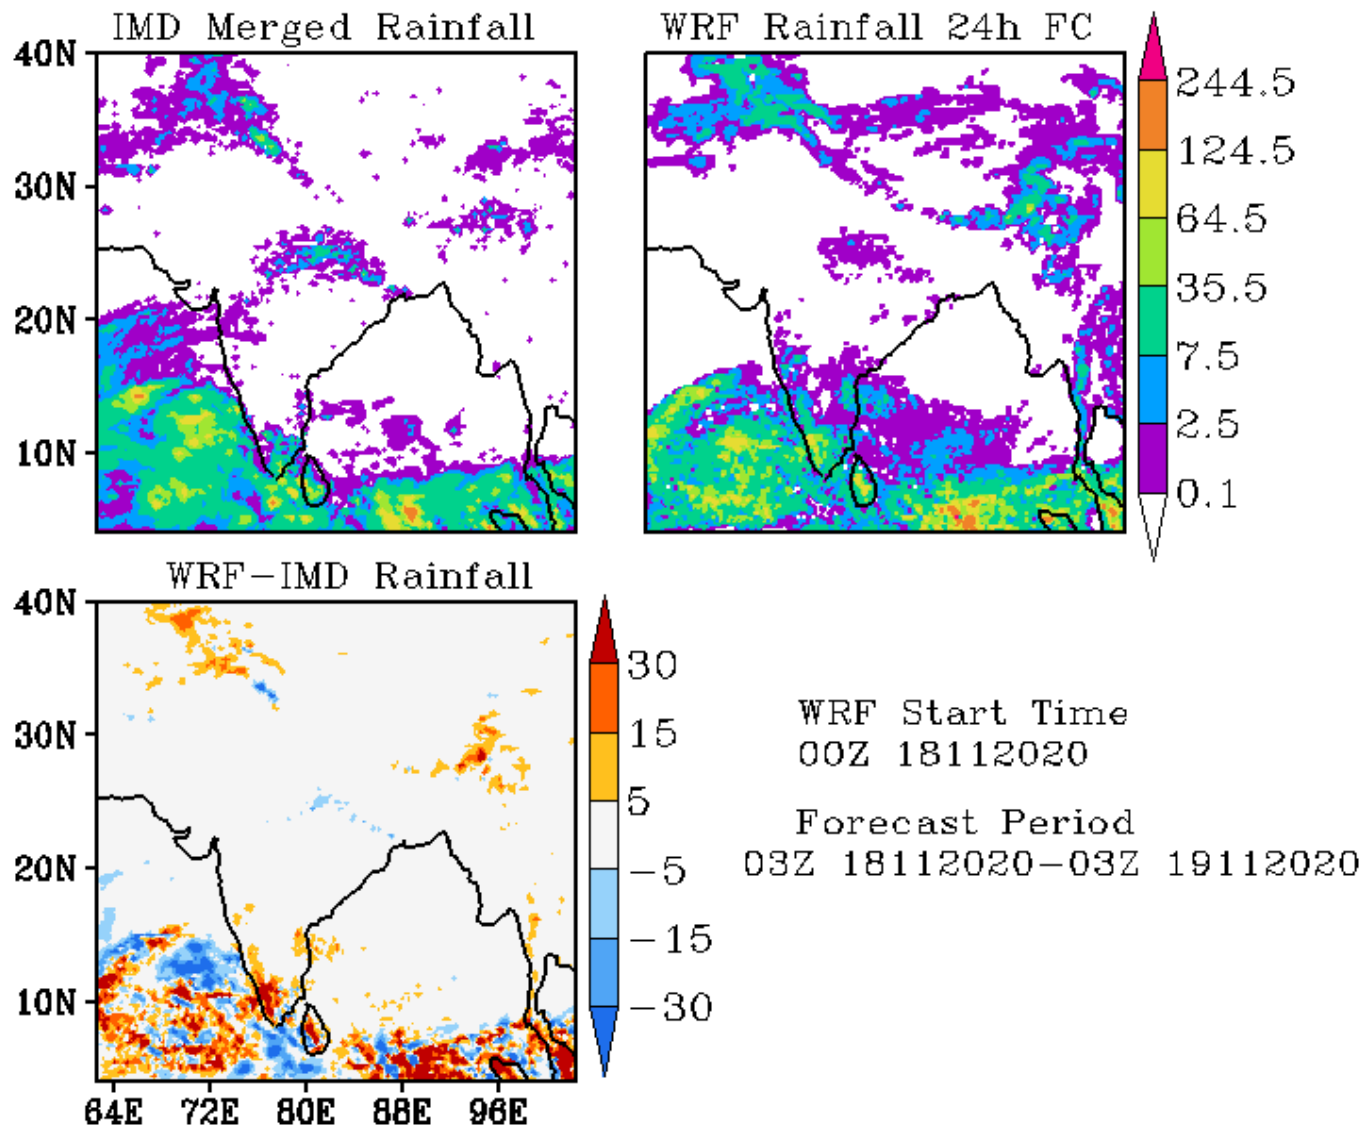 IMD Merged Rainfall
WRF Rainfall 24h FC
40N
30N
20N
10N
244.5
124.5
64.5
35.5
7.5
2.5
0.1
WRF-IMD Rainfall
40N
30N
20N
10N
64E 72E 80E 88E 96E
30
15
5
-5
-15
-30
WRF Start Time
00Z 18112020
Forecast Period
03Z 18112020-03Z 19112020